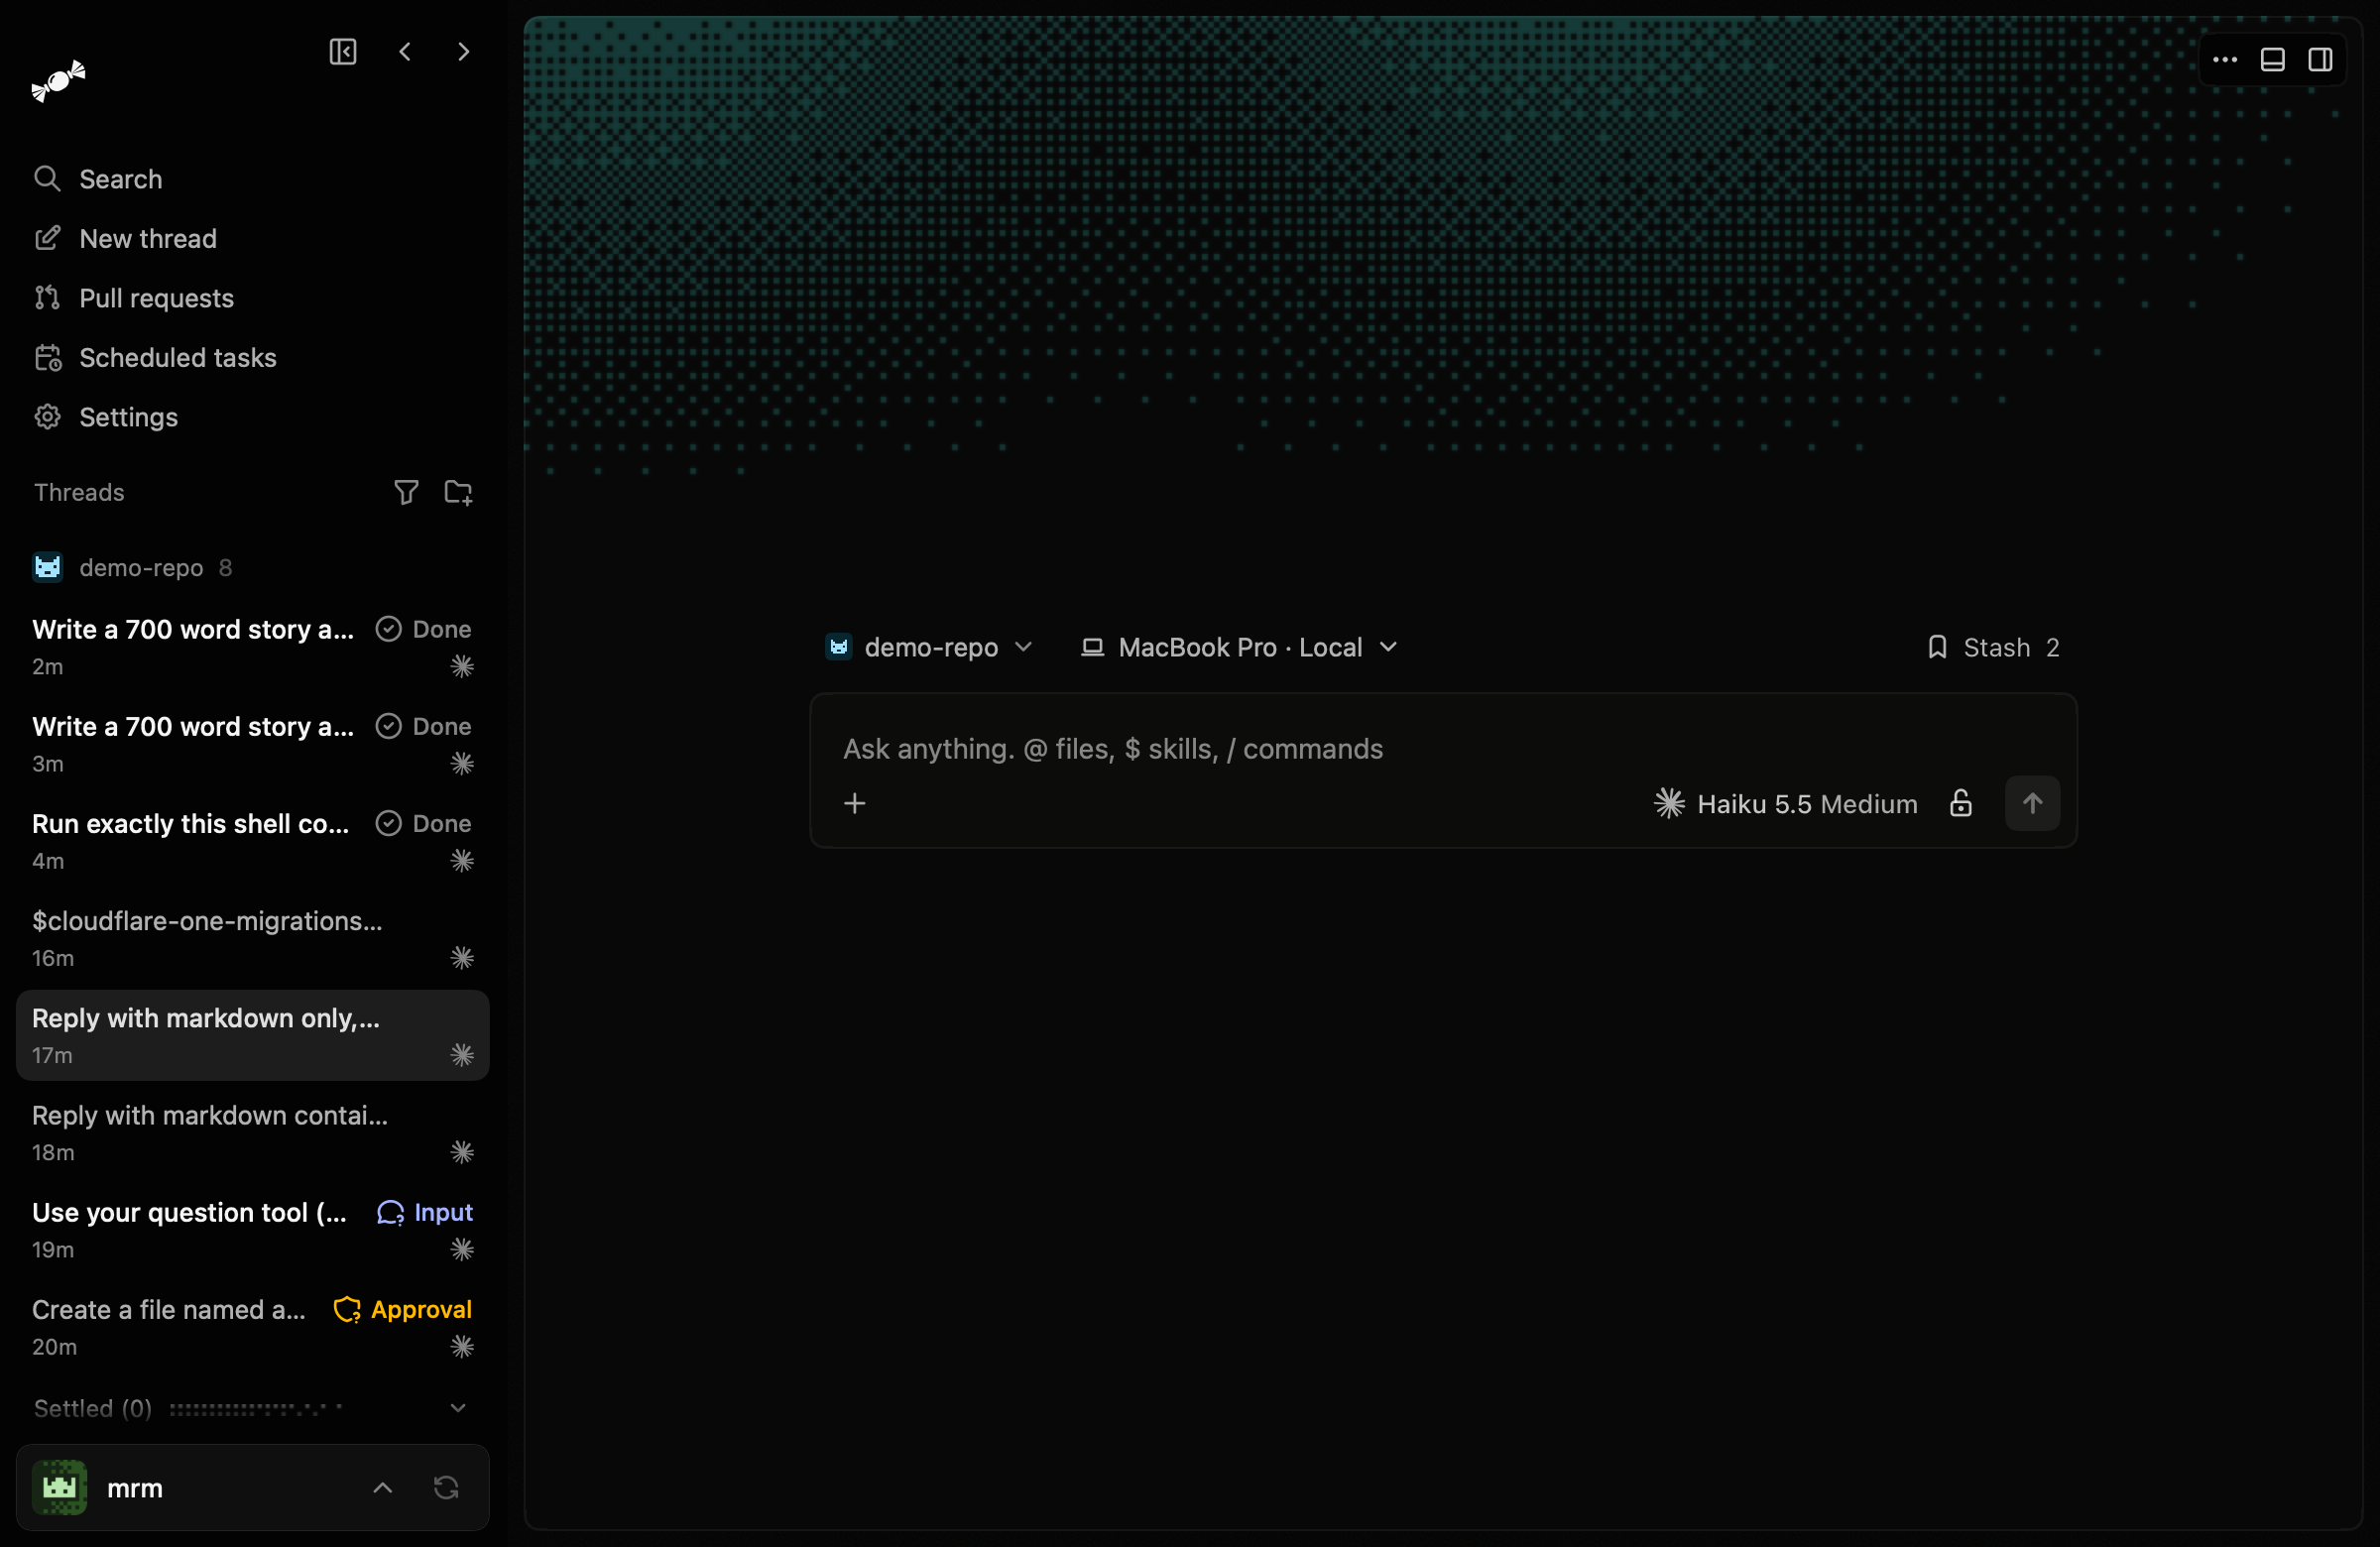 Search
New thread
Pull requests
Scheduled tasks
Settings
Threads
demo-repo 8
Write a 700 word story a... Done
2m
Write a 700 word story a... Done
3m
Run exactly this shell co... Done
4m
$cloudflare-one-migrations...
16m
Reply with markdown only,...
17m
Reply with markdown contai...
18m
Use your question tool (... Input
19m
Create a file named a... Approval
20m
Settled (0)
mrm
demo-repo MacBook Pro · Local Stash 2
Ask anything. @ files, $ skills, / commands
Haiku 5.5 Medium